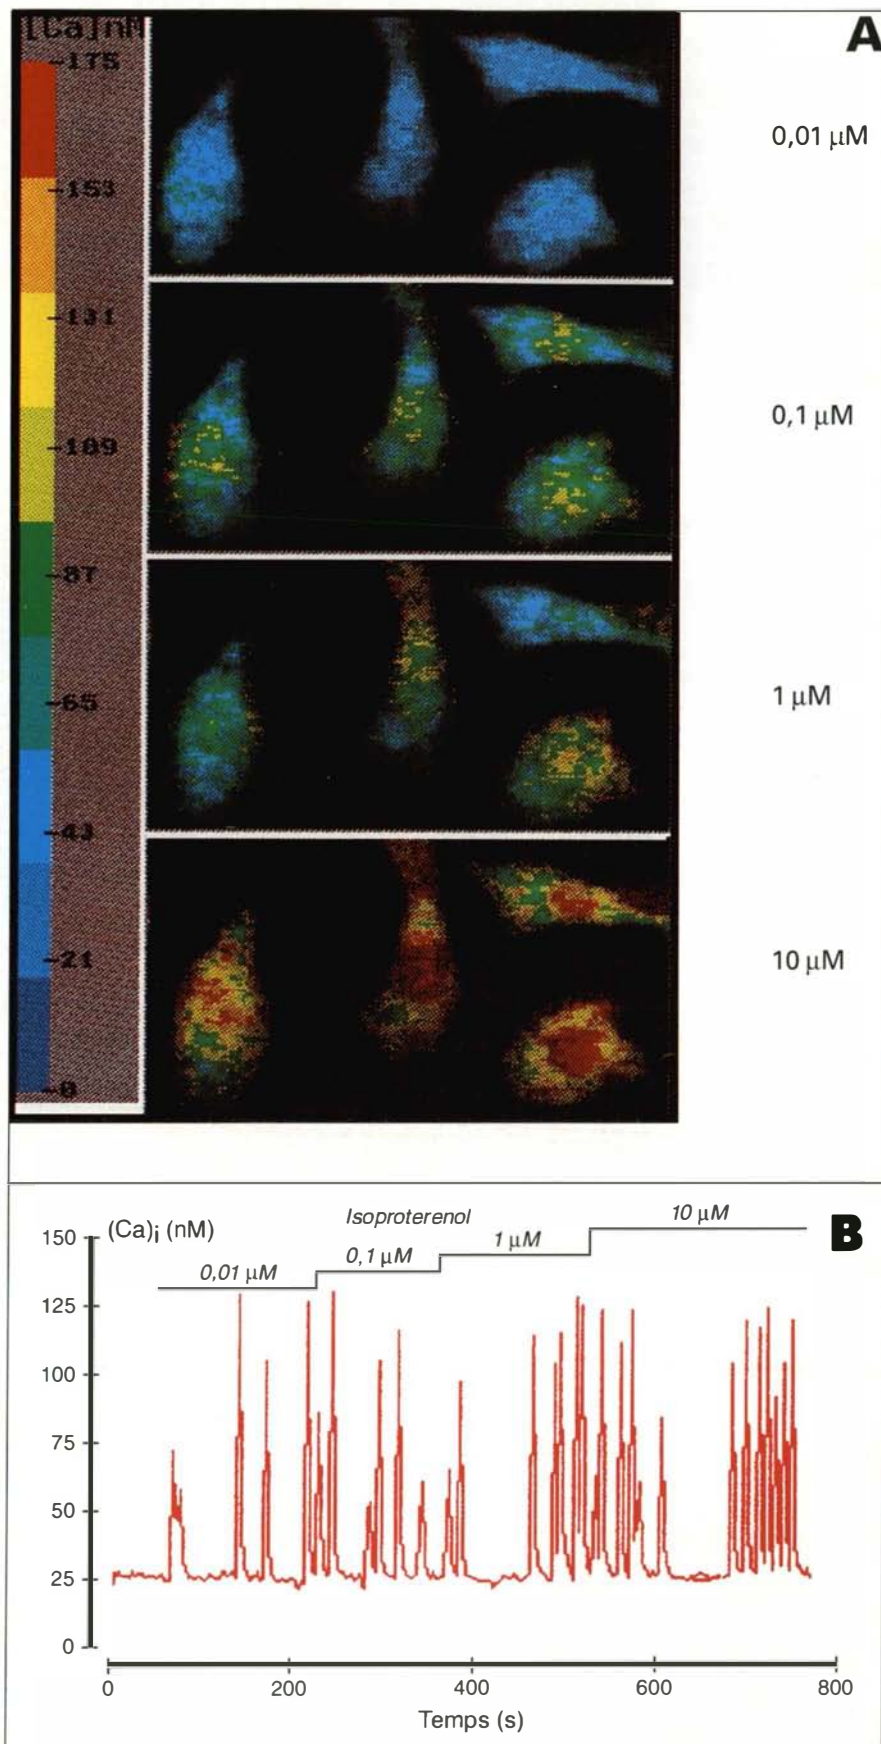 [Ca]nM
A
175
153
131
109
87
65
43
21
0
0,01 μM
0,1 μM
1 μM
10 μM
B
(Ca)i (nM)
Isoproterenol
0,01 μM
0,1 μM
1 μM
10 μM
150
125
100
75
50
25
0
0
200
400
600
800
Temps (s)